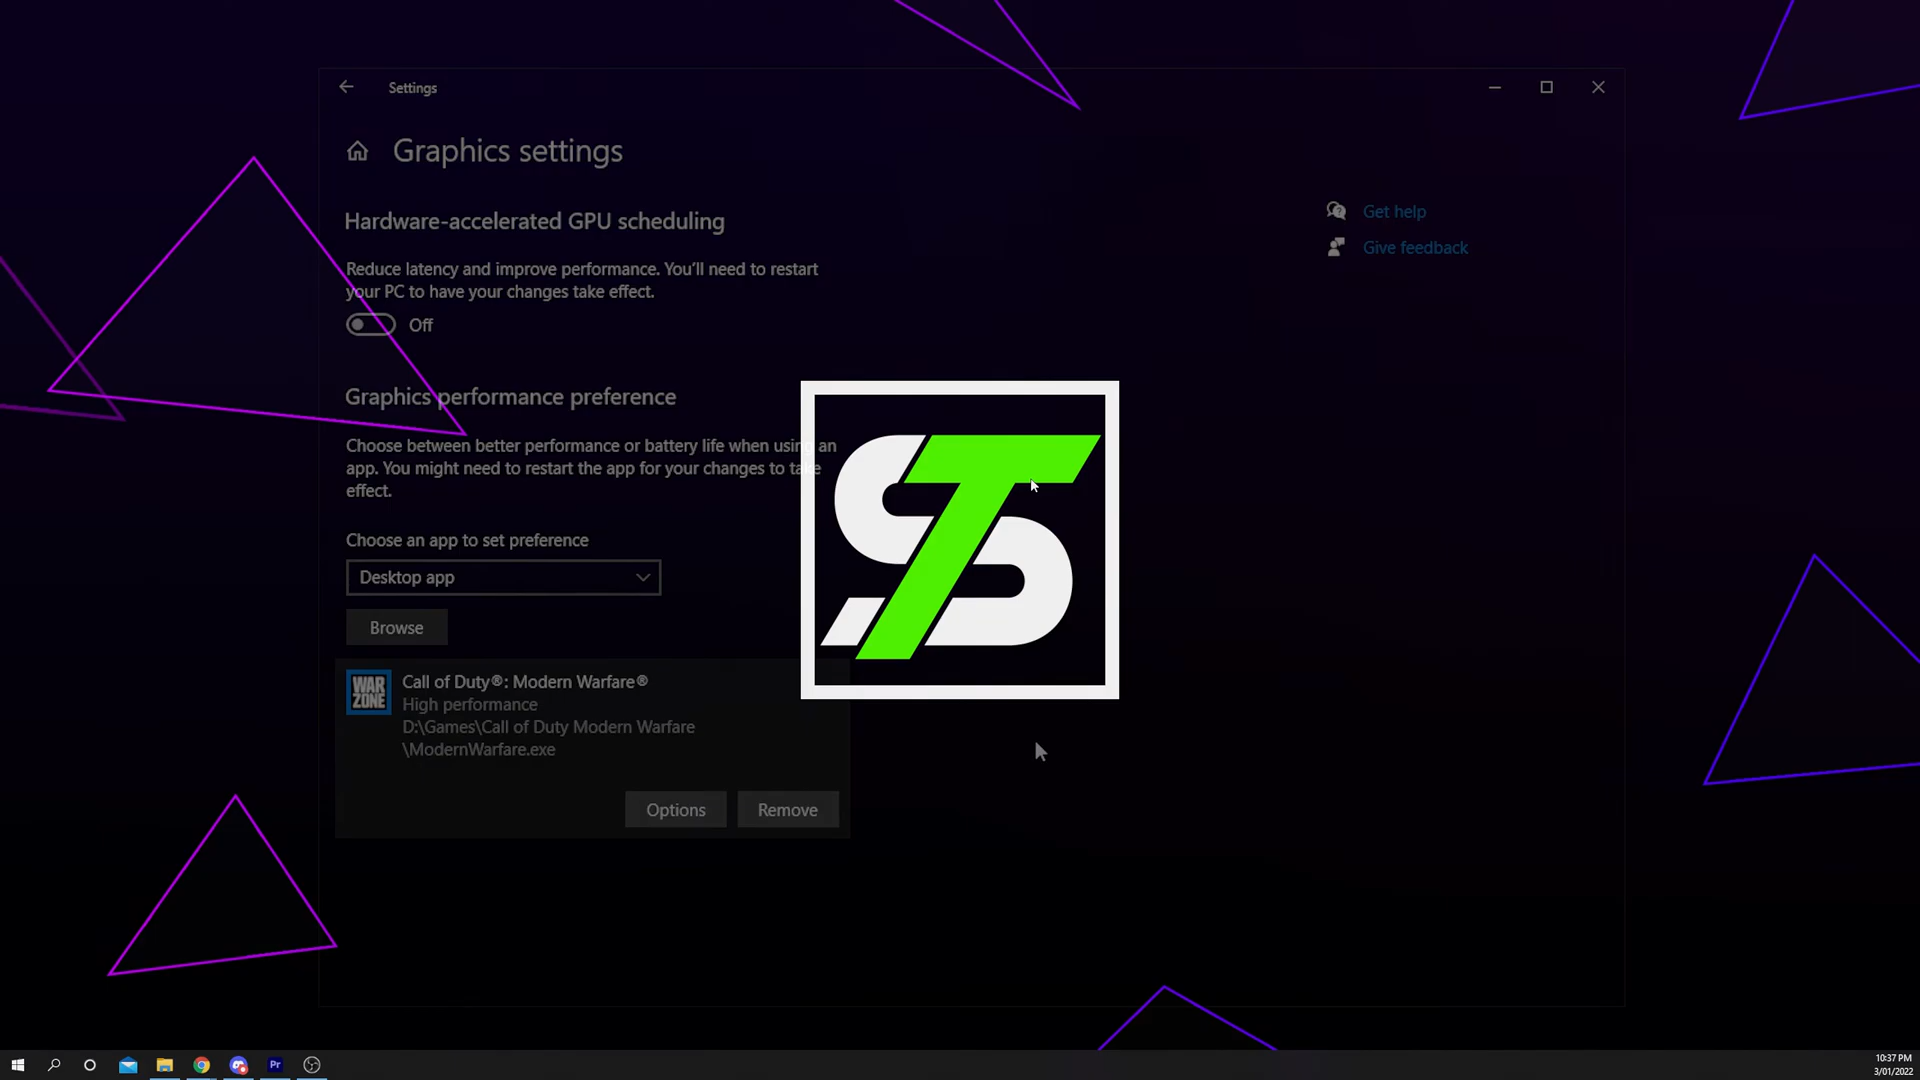 Settings
Graphics settings
Hardware-accelerated GPU scheduling
Reduce latency and improve performance. You'll need to restart
your PC to have your changes take effect.
Off
Graphics performance preference
Choose between better performance or battery life when using an
app. You might need to restart the app for your changes to take
effect.
Choose an app to set preference
Desktop app
Browse
WAR
ZONE
Call of Duty®: Modern Warfare®
High performance
D:\Games\Call of Duty Modern Warfare
\ModernWarfare.exe
Options
Remove
Get help
Give feedback
STS
Pr
10:37 PM
3/01/2022